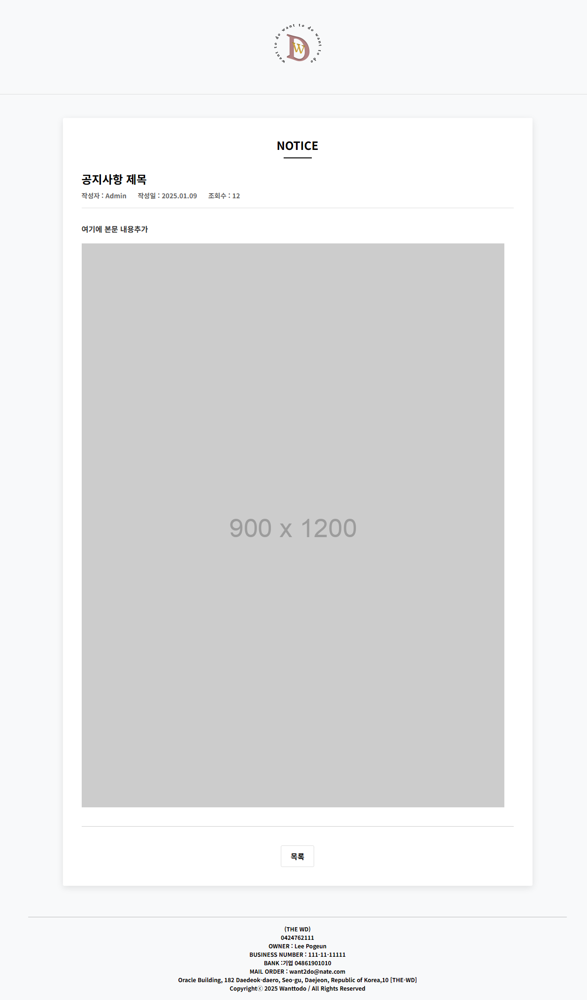 want to do want to do want to do
D
W
NOTICE
공지사항 제목
작성자 : Admin 작성일 : 2025.01.09 조회수 : 12
여기에 본문 내용추가
900 x 1200
목록
(THE WD)
0424762111
OWNER : Lee Pogeun
BUSINESS NUMBER : 111-11-11111
BANK :기업 04861901010
MAIL ORDER : want2do@nate.com
Oracle Building, 182 Daedeok-daero, Seo-gu, Daejeon, Republic of Korea,10 [THE-WD]
Copyrightⓒ 2025 Wanttodo / All Rights Reserved